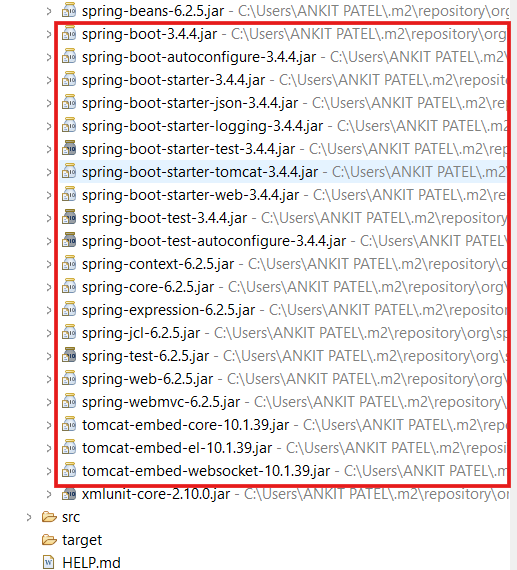 spring-beans-6.2.5.jar - C:\Users\ANKIT PATEL\.m2\repository\org
spring-boot-3.4.4.jar - C:\Users\ANKIT PATEL\.m2\repository\org
spring-boot-autoconfigure-3.4.4.jar - C:\Users\ANKIT PATEL\.m
spring-boot-starter-3.4.4.jar - C:\Users\ANKIT PATEL\.m2\reposit
spring-boot-starter-json-3.4.4.jar - C:\Users\ANKIT PATEL\.m2\re
spring-boot-starter-logging-3.4.4.jar - C:\Users\ANKIT PATEL\.m2
spring-boot-starter-test-3.4.4.jar - C:\Users\ANKIT PATEL\.m2\rep
spring-boot-starter-tomcat-3.4.4.jar - C:\Users\ANKIT PATEL\.m2
spring-boot-starter-web-3.4.4.jar - C:\Users\ANKIT PATEL\.m2\re
spring-boot-test-3.4.4.jar - C:\Users\ANKIT PATEL\.m2\repository
spring-boot-test-autoconfigure-3.4.4.jar - C:\Users\ANKIT PATEL
spring-context-6.2.5.jar - C:\Users\ANKIT PATEL\.m2\repository\o
spring-core-6.2.5.jar - C:\Users\ANKIT PATEL\.m2\repository\org\
spring-expression-6.2.5.jar - C:\Users\ANKIT PATEL\.m2\repositor
spring-jcl-6.2.5.jar - C:\Users\ANKIT PATEL\.m2\repository\org\sp
spring-test-6.2.5.jar - C:\Users\ANKIT PATEL\.m2\repository\org\s
spring-web-6.2.5.jar - C:\Users\ANKIT PATEL\.m2\repository\org\
spring-webmvc-6.2.5.jar - C:\Users\ANKIT PATEL\.m2\repository\
tomcat-embed-core-10.1.39.jar - C:\Users\ANKIT PATEL\.m2\repo
tomcat-embed-el-10.1.39.jar - C:\Users\ANKIT PATEL\.m2\reposi
tomcat-embed-websocket-10.1.39.jar - C:\Users\ANKIT PATEL\.m
xmlunit-core-2.10.0.jar - C:\Users\ANKIT PATEL\.m2\repository\or
src
target
HELP.md